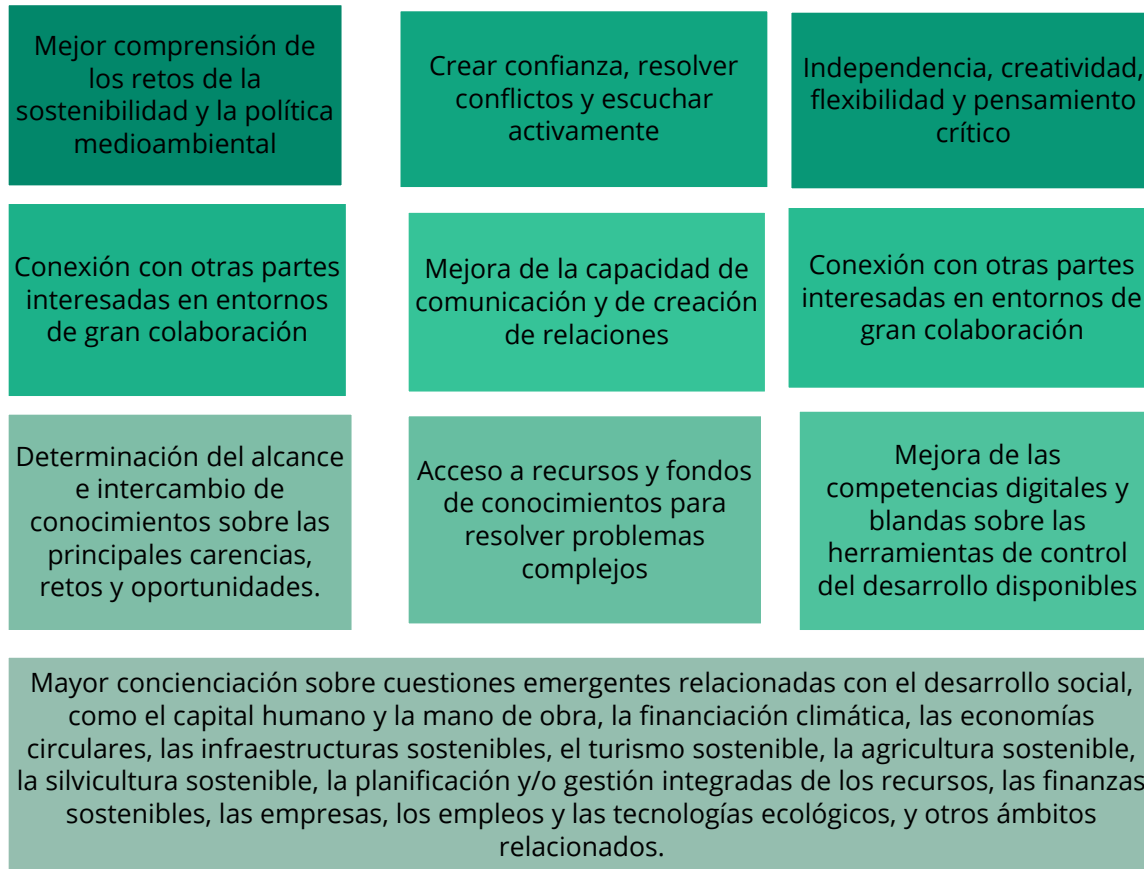 Mejor comprensión de
los retos de la
sostenibilidad y la política
medioambiental
Crear confianza, resolver
conflictos y escuchar
activamente
Independencia, creatividad,
flexibilidad y pensamiento
crítico
Conexión con otras partes
interesadas en entornos
de gran colaboración
Mejora de la capacidad de
comunicación y de creación
de relaciones
Conexión con otras partes
interesadas en entornos de
gran colaboración
Determinación del alcance
e intercambio de
conocimientos sobre las
principales carencias,
retos y oportunidades.
Acceso a recursos y fondos
de conocimientos para
resolver problemas
complejos
Mejora de las
competencias digitales y
blandas sobre las
herramientas de control
del desarrollo disponibles
Mayor concienciación sobre cuestiones emergentes relacionadas con el desarrollo social,
como el capital humano y la mano de obra, la financiación climática, las economías
circulares, las infraestructuras sostenibles, el turismo sostenible, la agricultura sostenible,
la silvicultura sostenible, la planificación y/o gestión integradas de los recursos, las finanzas
sostenibles, las empresas, los empleos y las tecnologías ecológicos, y otros ámbitos
relacionados.